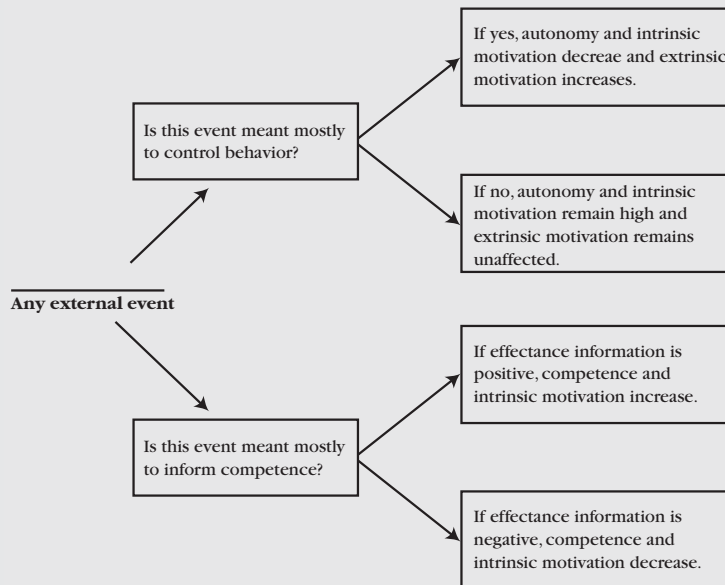 If yes, autonomy and intrinsic
motivation decreae and extrinsic
motivation increases.
Is this event meant mostly
to control behavior?
If no, autonomy and intrinsic
motivation remain high and
extrinsic motivation remains
unaffected.
Any external event
If effectance information is
positive, competence and
intrinsic motivation increase.
Is this event meant mostly
to inform competence?
If effectance information is
negative, competence and
intrinsic motivation decrease.